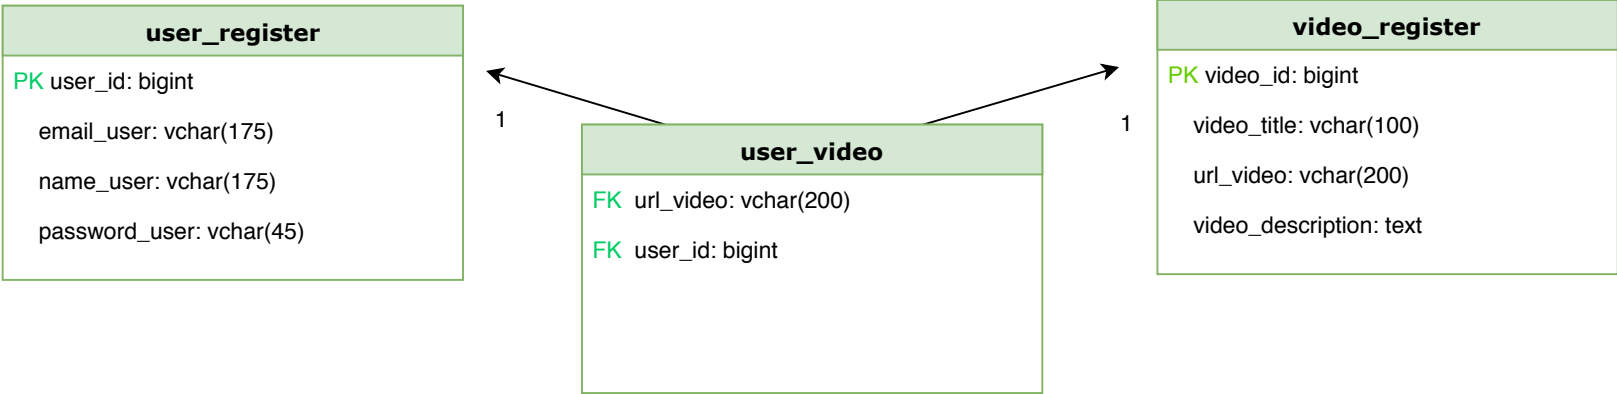 user_register
PK user_id: bigint
email_user: vchar(175)
name_user: vchar(175)
password_user: vchar(45)
1
user_video
FK url_video: vchar(200)
FK user_id: bigint
1
video_register
PK video_id: bigint
video_title: vchar(100)
url_video: vchar(200)
video_description: text